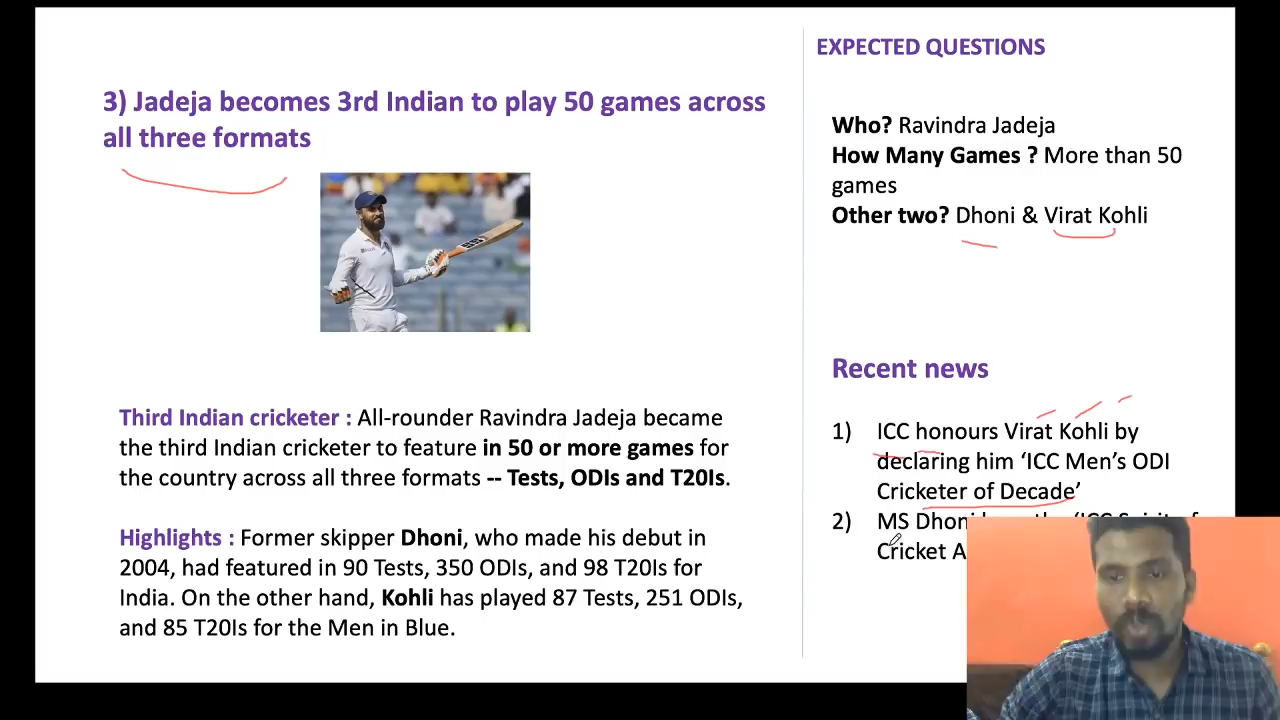 3) Jadeja becomes 3rd Indian to play 50 games across
all three formats
Third Indian cricketer : All-rounder Ravindra Jadeja became
the third Indian cricketer to feature in 50 or more games for
the country across all three formats -- Tests, ODIs and T20Is.
Highlights : Former skipper Dhoni, who made his debut in
2004, had featured in 90 Tests, 350 ODIs, and 98 T20Is for
India. On the other hand, Kohli has played 87 Tests, 251 ODIs,
and 85 T20Is for the Men in Blue.
EXPECTED QUESTIONS
Who? Ravindra Jadeja
How Many Games ? More than 50
games
Other two? Dhoni & Virat Kohli
Recent news
1) ICC honours Virat Kohli by
declaring him ‘ICC Men’s ODI
Cricketer of Decade’
2) MS Dhoni
Cricket